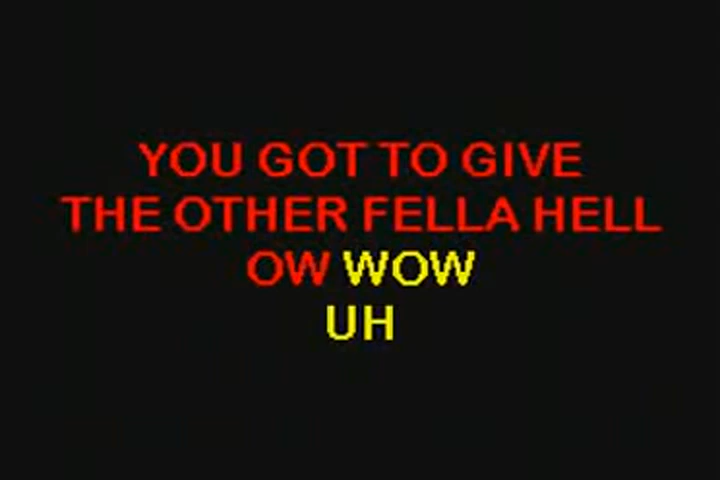 YOU GOT TO GIVE
THE OTHER FELLA HELL
OW WOW
UH